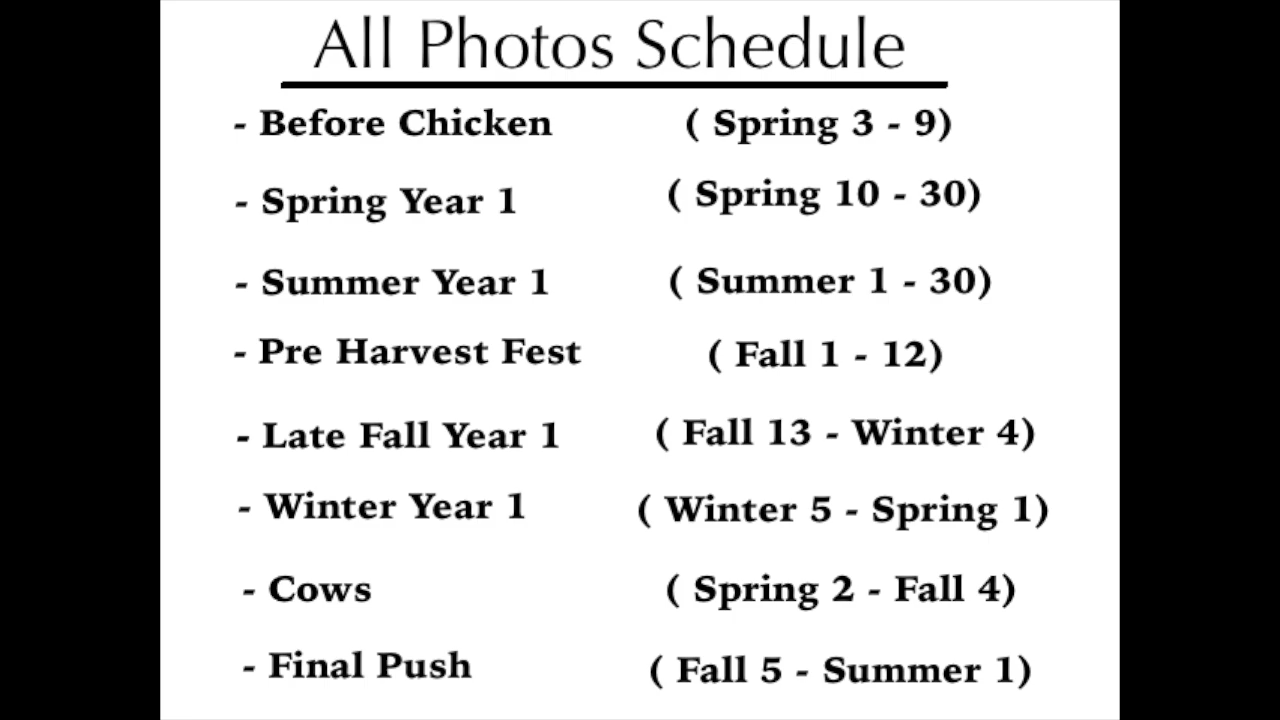 All Photos Schedule
- Before Chicken ( Spring 3 - 9)
- Spring Year 1 ( Spring 10 - 30)
- Summer Year 1 ( Summer 1 - 30)
- Pre Harvest Fest ( Fall 1 - 12)
- Late Fall Year 1 ( Fall 13 - Winter 4)
- Winter Year 1 ( Winter 5 - Spring 1)
- Cows ( Spring 2 - Fall 4)
- Final Push ( Fall 5 - Summer 1)